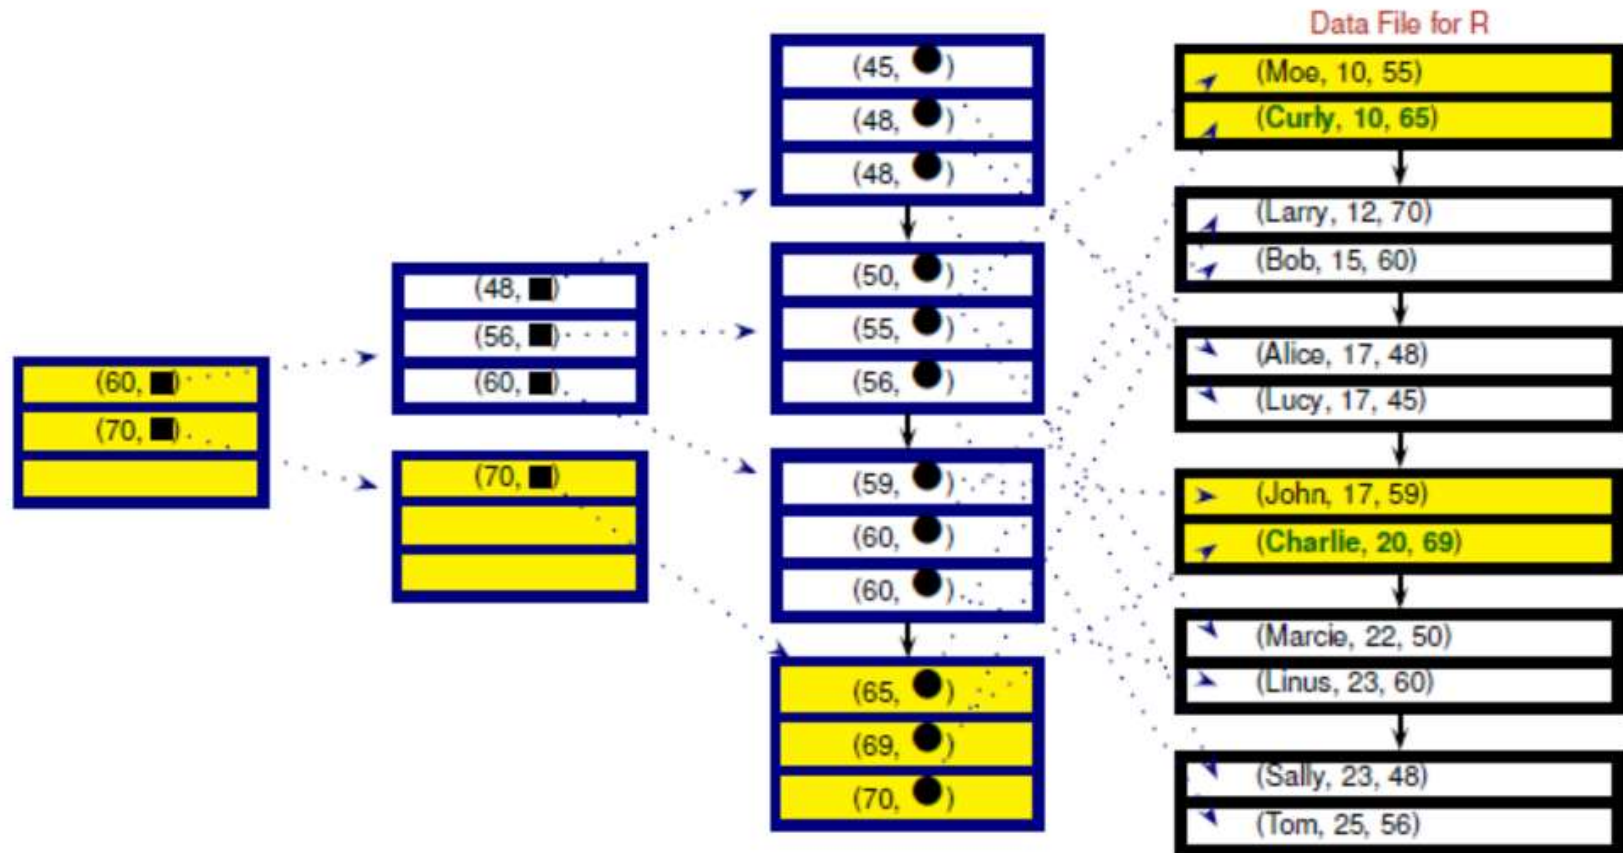 (60, ■)
(70, ■)
(48, ■)
(56, ■)
(60, ■)
(70, ■)
(45, ●)
(48, ●)
(48, ●)
(50, ●)
(55, ●)
(56, ●)
(59, ●)
(60, ●)
(60, ●)
(65, ●)
(69, ●)
(70, ●)
Data File for R
(Moe, 10, 55)
(Curly, 10, 65)
(Larry, 12, 70)
(Bob, 15, 60)
(Alice, 17, 48)
(Lucy, 17, 45)
(John, 17, 59)
(Charlie, 20, 69)
(Marcie, 22, 50)
(Linus, 23, 60)
(Sally, 23, 48)
(Tom, 25, 56)